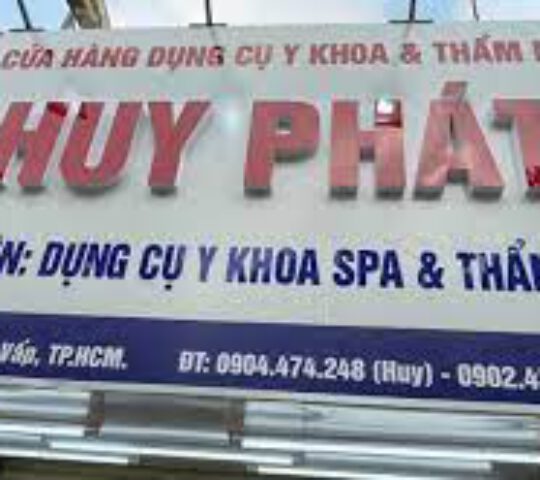 CỬA HÀNG DỤNG CỤ Y KHOA & THẨM
HUY PHÁT
DỤNG CỤ Y KHOA SPA &
Vấp, TP.HCM. ĐT: 0904.474.248 (Huy) - 0902.4